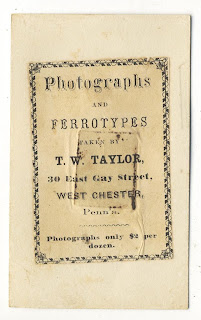 Photographs
AND
FERROTYPES
TAKEN BY
T. W. TAYLOR,
30 East Gay Street,
WEST CHESTER,
Penn'a.
Photographs only $2 per
dozen.